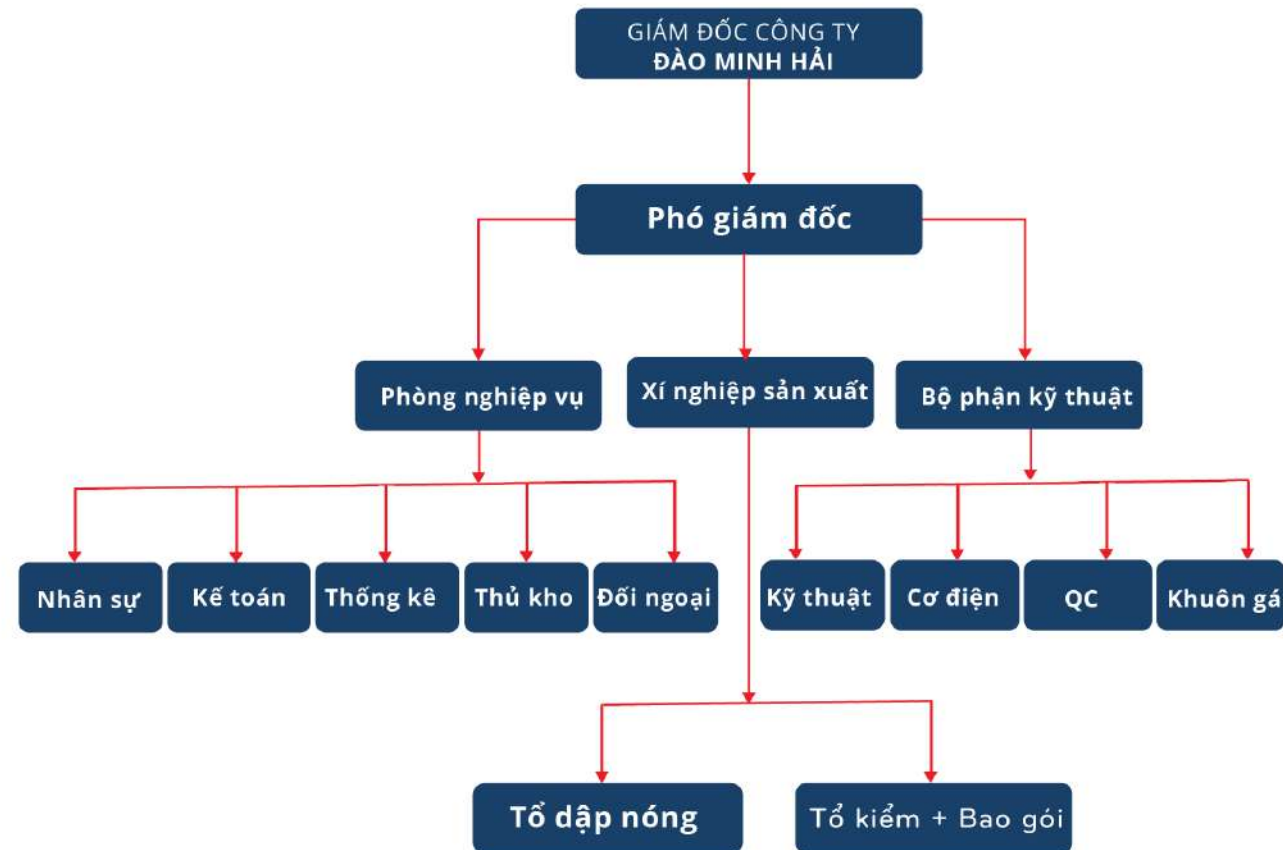 GIÁM ĐỐC CÔNG TY
ĐÀO MINH HẢI
Phó giám đốc
Phòng nghiệp vụ
Xí nghiệp sản xuất
Bộ phận kỹ thuật
Nhân sự
Kế toán
Thống kê
Thủ kho
Đối ngoại
Kỹ thuật
Cơ điện
QC
Khuôn gá
Tổ dập nóng
Tổ kiểm + Bao gói